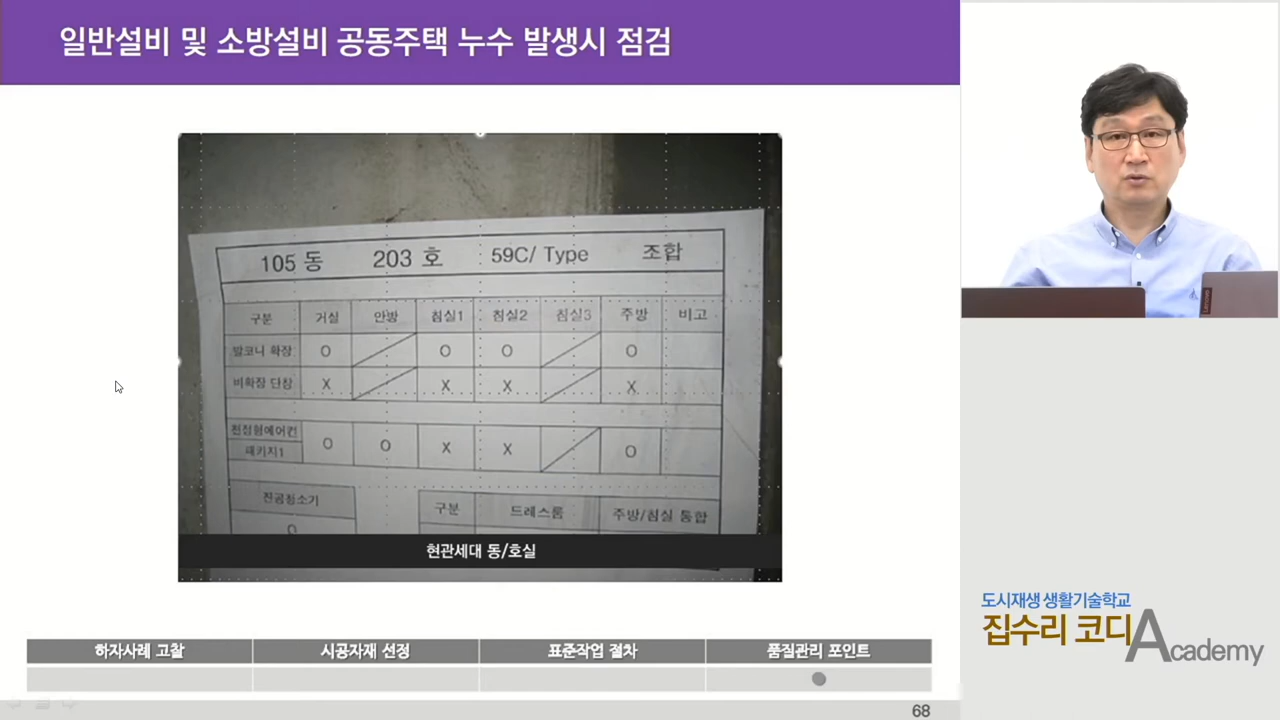 일반설비 및 소방설비 공동주택 누수 발생시 점검
105 동 203 호 59C/ Type 조합
구분 거실 안방 침실1 침실2 침실3 주방 비고
발코니 확장 O O O O
비확장 단창 X X X X
천정형에어컨 O O X X O
패키지1
진공청소기 구분 드레스룸 주방/침실 통합
O
현관세대 동/호실
하자사례 고찰 시공자재 선정 표준작업 절차 품질관리 포인트
68
Lenovo
도시재생 생활기술학교
집수리 코디 Academy